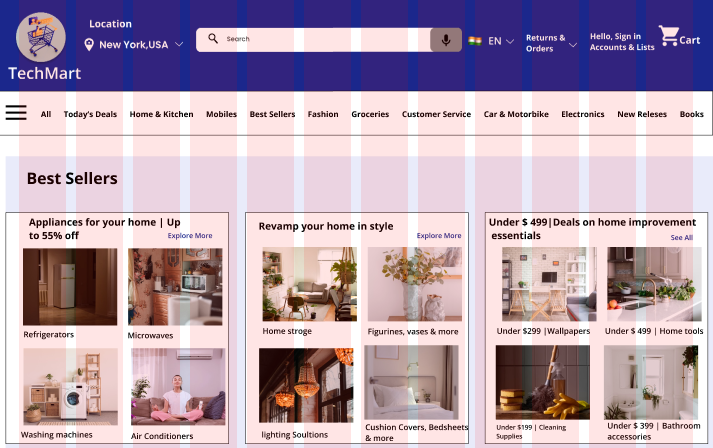 Location
New York,USA
TechMart
Search
EN
Returns &
Orders
Hello, Sign in
Accounts & Lists
Cart
All
Today's Deals
Home & Kitchen
Mobiles
Best Sellers
Fashion
Groceries
Customer Service
Car & Motorbike
Electronics
New Releses
Books
Best Sellers
Appliances for your home | Up
to 55% off
Explore More
Refrigerators
Microwaves
Washing machines
Air Conditioners
Revamp your home in style
Explore More
Home stroge
Figurines, vases & more
lighting Soultions
Cushion Covers, Bedsheets
& more
Under $ 499|Deals on home improvement
essentials
See All
Under $299 |Wallpapers
Under $ 499 | Home tools
Under $199 | Cleaning
Supplies
Under $ 399 | Bathroom
accessories